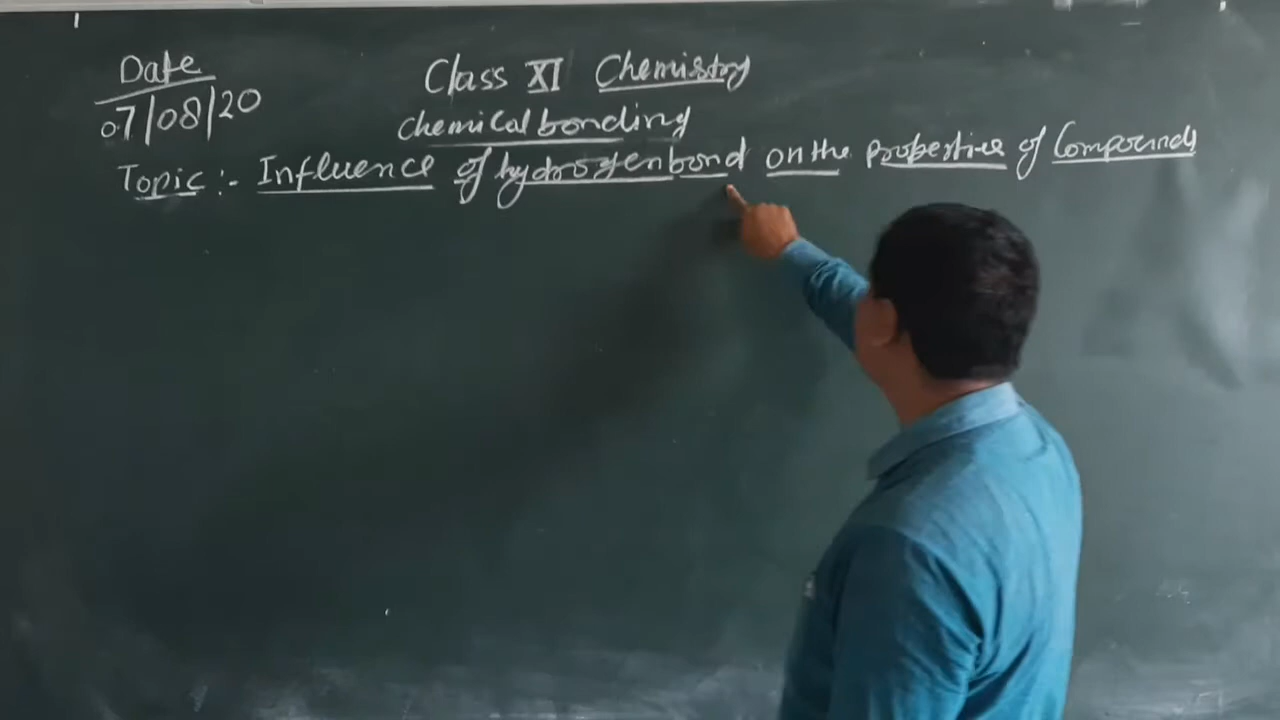 Date
07/08/20
Class XI Chemistry
Chemical bonding
Topic :- Influence of hydrogen bond on the properties of Compounds